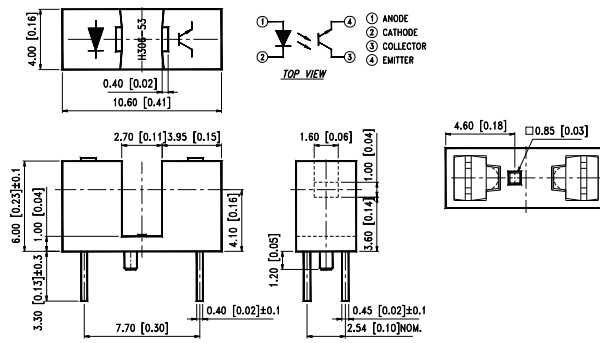 4.00 [0.16]
H306-53
0.40 [0.02]
10.60 [0.41]
① ④
② ③
TOP VIEW
① ANODE
② CATHODE
③ COLLECTOR
④ EMITTER
2.70 [0.11] 3.95 [0.15]
6.00 [0.23]±0.1
1.00 [0.04]
4.10 [0.16]
3.30 [0.13]±0.3
0.40 [0.02]±0.1
7.70 [0.30]
1.60 [0.06]
1.00 [0.04]
3.60 [0.14]
1.20 [0.05]
0.45 [0.02]±0.1
2.54 [0.10]NOM.
4.60 [0.18]
□0.85 [0.03]